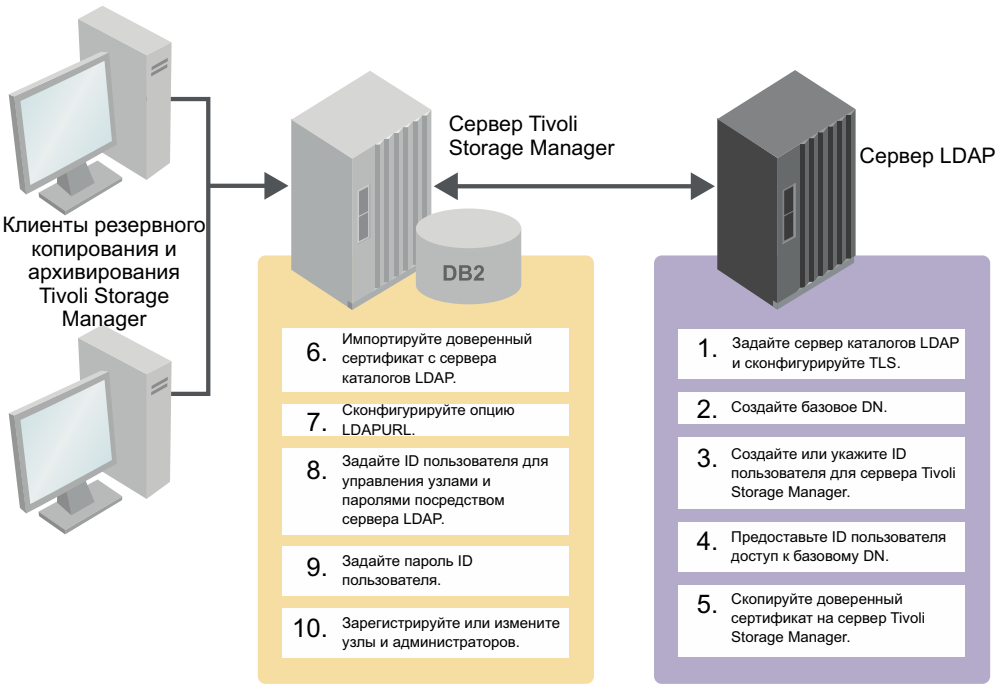 Клиенты резервного
копирования и
архивирования
Tivoli Storage
Manager
Сервер Tivoli
Storage Manager
DB2
6. Импортируйте доверенный
сертификат с сервера
каталогов LDAP.
7. Сконфигурируйте опцию
LDAPURL.
8. Задайте ID пользователя для
управления узлами и
паролями посредством
сервера LDAP.
9. Задайте пароль ID
пользователя.
10. Зарегистрируйте или измените
узлы и администраторов.
Сервер LDAP
1. Задайте сервер каталогов LDAP
и сконфигурируйте TLS.
2. Создайте базовое DN.
3. Создайте или укажите ID
пользователя для сервера Tivoli
Storage Manager.
4. Предоставьте ID пользователя
доступ к базовому DN.
5. Скопируйте доверенный
сертификат на сервер Tivoli
Storage Manager.